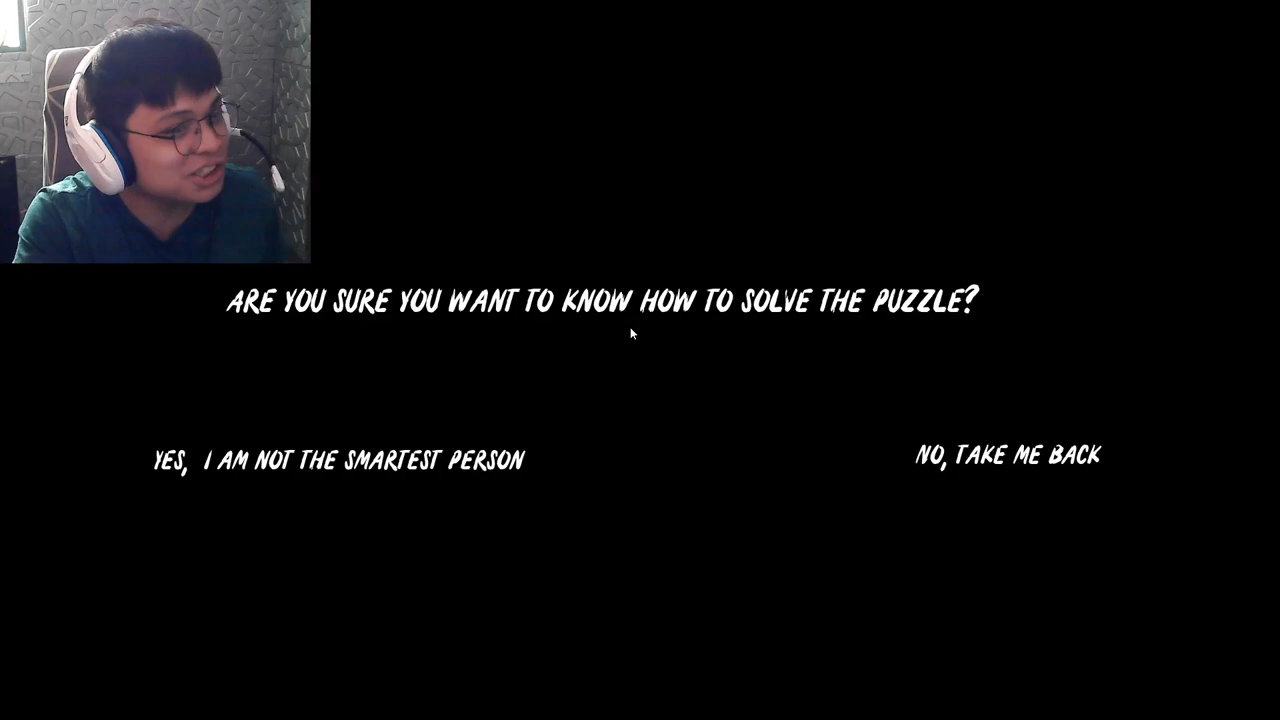 ARE YOU SURE YOU WANT TO KNOW HOW TO SOLVE THE PUZZLE?
YES, I AM NOT THE SMARTEST PERSON
NO, TAKE ME BACK